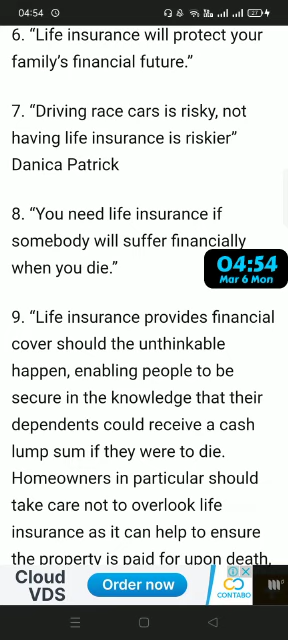 04:54
27
6. “Life insurance will protect your
family’s financial future.”
7. “Driving race cars is risky, not
having life insurance is riskier”
Danica Patrick
8. “You need life insurance if
somebody will suffer financially
when you die.”
04:54
Mar 6 Mon
9. “Life insurance provides financial
cover should the unthinkable
happen, enabling people to be
secure in the knowledge that their
dependents could receive a cash
lump sum if they were to die.
Homeowners in particular should
take care not to overlook life
insurance as it can help to ensure
the property is paid for upon death,
Cloud
VDS
Order now
CONTABO